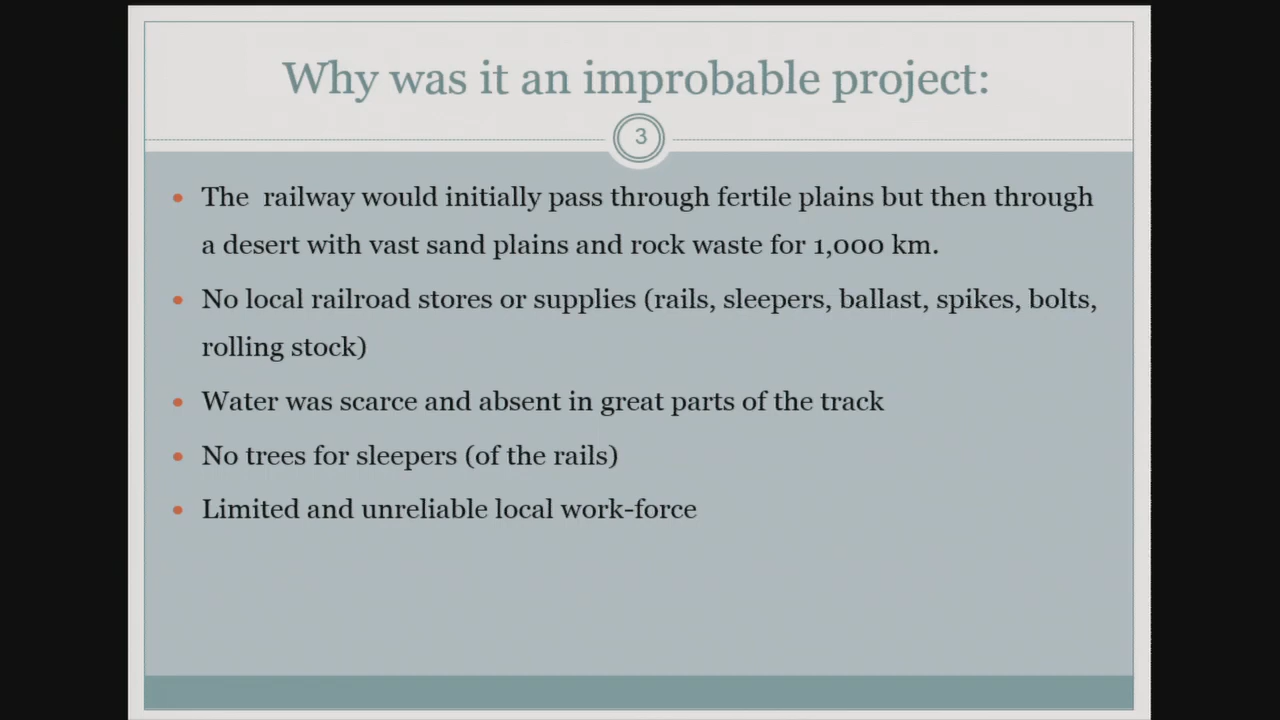 Why was it an improbable project:
3
The railway would initially pass through fertile plains but then through
a desert with vast sand plains and rock waste for 1,000 km.
No local railroad stores or supplies (rails, sleepers, ballast, spikes, bolts,
rolling stock)
Water was scarce and absent in great parts of the track
No trees for sleepers (of the rails)
Limited and unreliable local work-force